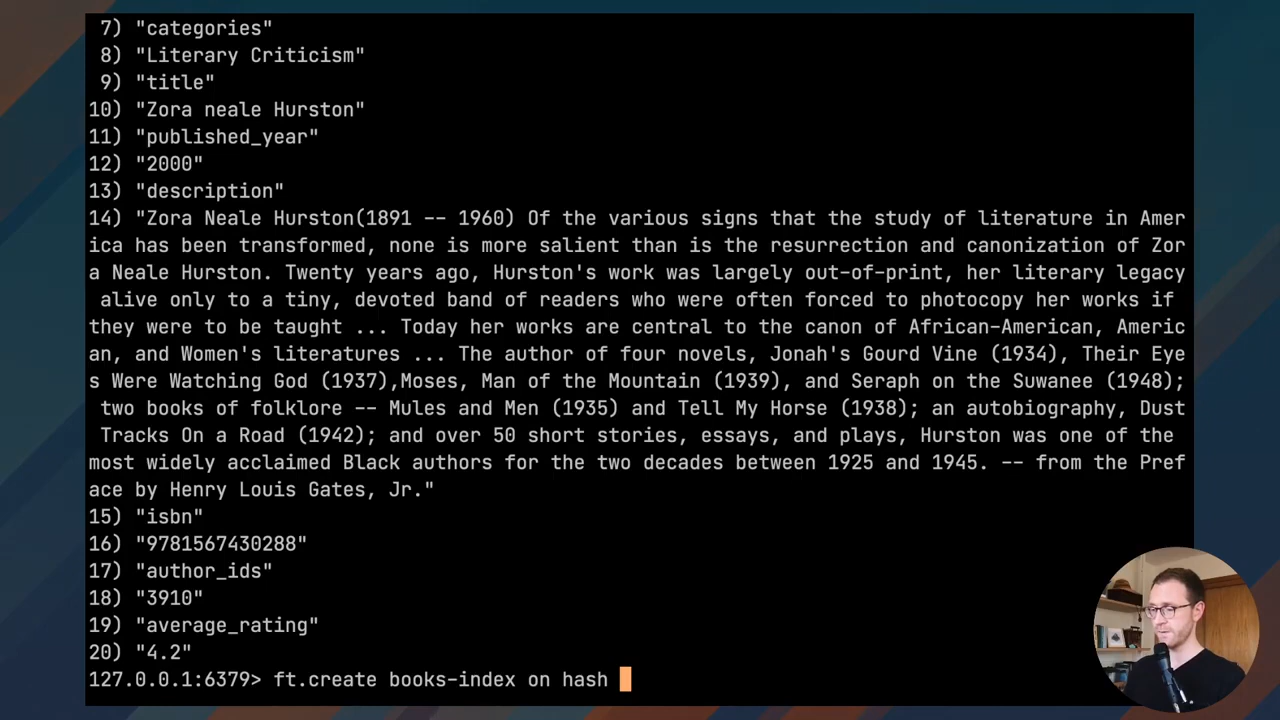 7) "categories"
8) "Literary Criticism"
9) "title"
10) "Zora neale Hurston"
11) "published_year"
12) "2000"
13) "description"
14) "Zora Neale Hurston(1891 -- 1960) Of the various signs that the study of literature in Amer
ica has been transformed, none is more salient than is the resurrection and canonization of Zor
a Neale Hurston. Twenty years ago, Hurston's work was largely out-of-print, her literary legacy
alive only to a tiny, devoted band of readers who were often forced to photocopy her works if
they were to be taught ... Today her works are central to the canon of African-American, Americ
an, and Women's literatures ... The author of four novels, Jonah's Gourd Vine (1934), Their Eye
s Were Watching God (1937),Moses, Man of the Mountain (1939), and Seraph on the Suwanee (1948);
two books of folklore -- Mules and Men (1935) and Tell My Horse (1938); an autobiography, Dust
Tracks On a Road (1942); and over 50 short stories, essays, and plays, Hurston was one of the
most widely acclaimed Black authors for the two decades between 1925 and 1945. -- from the Pref
ace by Henry Louis Gates, Jr."
15) "isbn"
16) "9781567430288"
17) "author_ids"
18) "3910"
19) "average_rating"
20) "4.2"
127.0.0.1:6379> ft.create books-index on hash